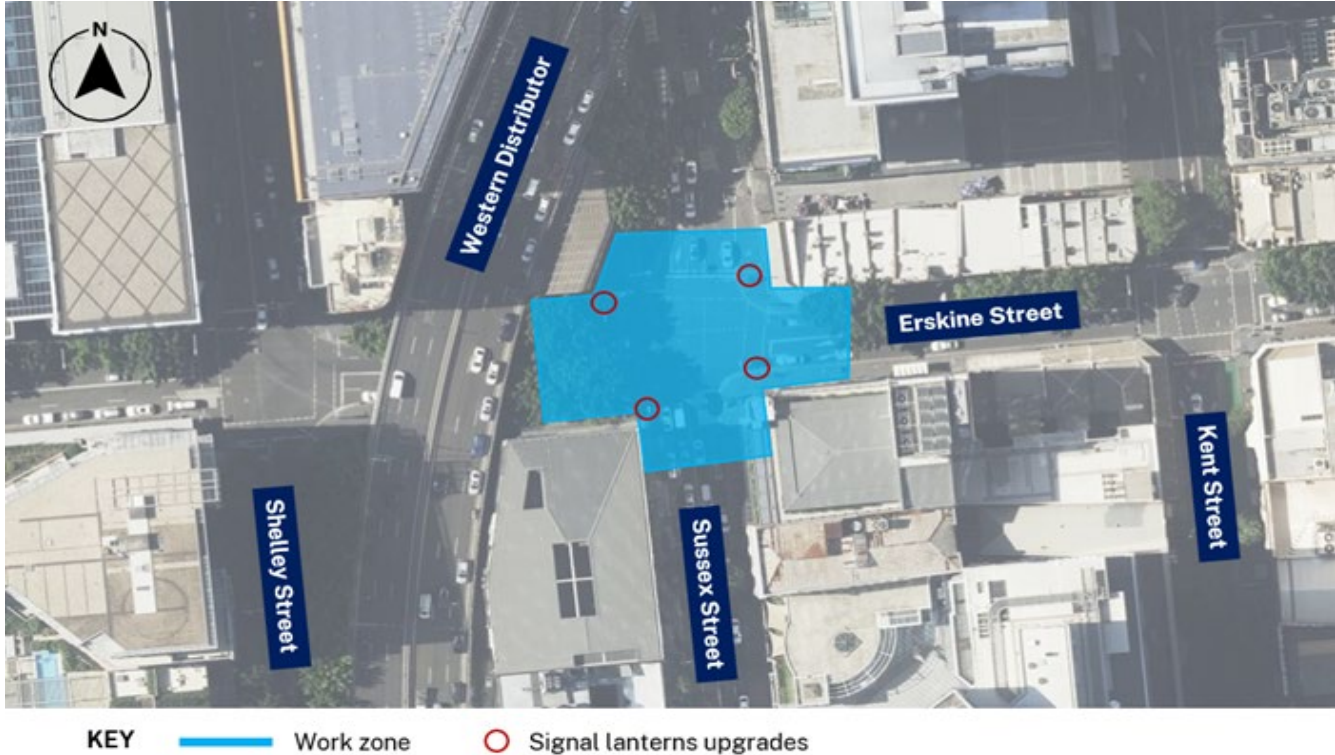 N
Western Distributor
Erskine Street
Kent Street
Shelley Street
Sussex Street
KEY
Work zone
Signal lanterns upgrades